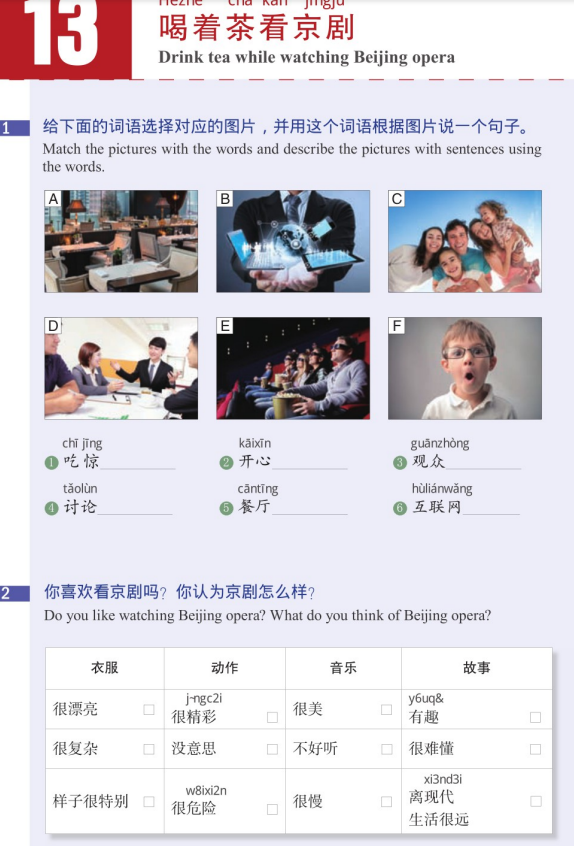 13
Hēzhe chá kàn jīngjù
喝着茶看京剧
Drink tea while watching Beijing opera
1
给下面的词语选择对应的图片，并用这个词语根据图片说一个句子。
Match the pictures with the words and describe the pictures with sentences using
the words.
A
B
C
D
E
F
chī jīng
kāixīn
guānzhòng
1 吃惊
2 开心
3 观众
tǎolùn
cāntīng
hùliánwǎng
4 讨论
5 餐厅
6 互联网
2
你喜欢看京剧吗？你认为京剧怎么样？
Do you like watching Beijing opera? What do you think of Beijing opera?
衣服 动作 音乐 故事
j~ngc2i
y6uq&
很漂亮 □ 很精彩 □ 很美 □ 有趣 □
很复杂 □ 没意思 □ 不好听 □ 很难懂 □
w8ixi2n
xi3nd3i
样子很特别 □ 很危险 □ 很慢 □ 离现代 □
生活很远